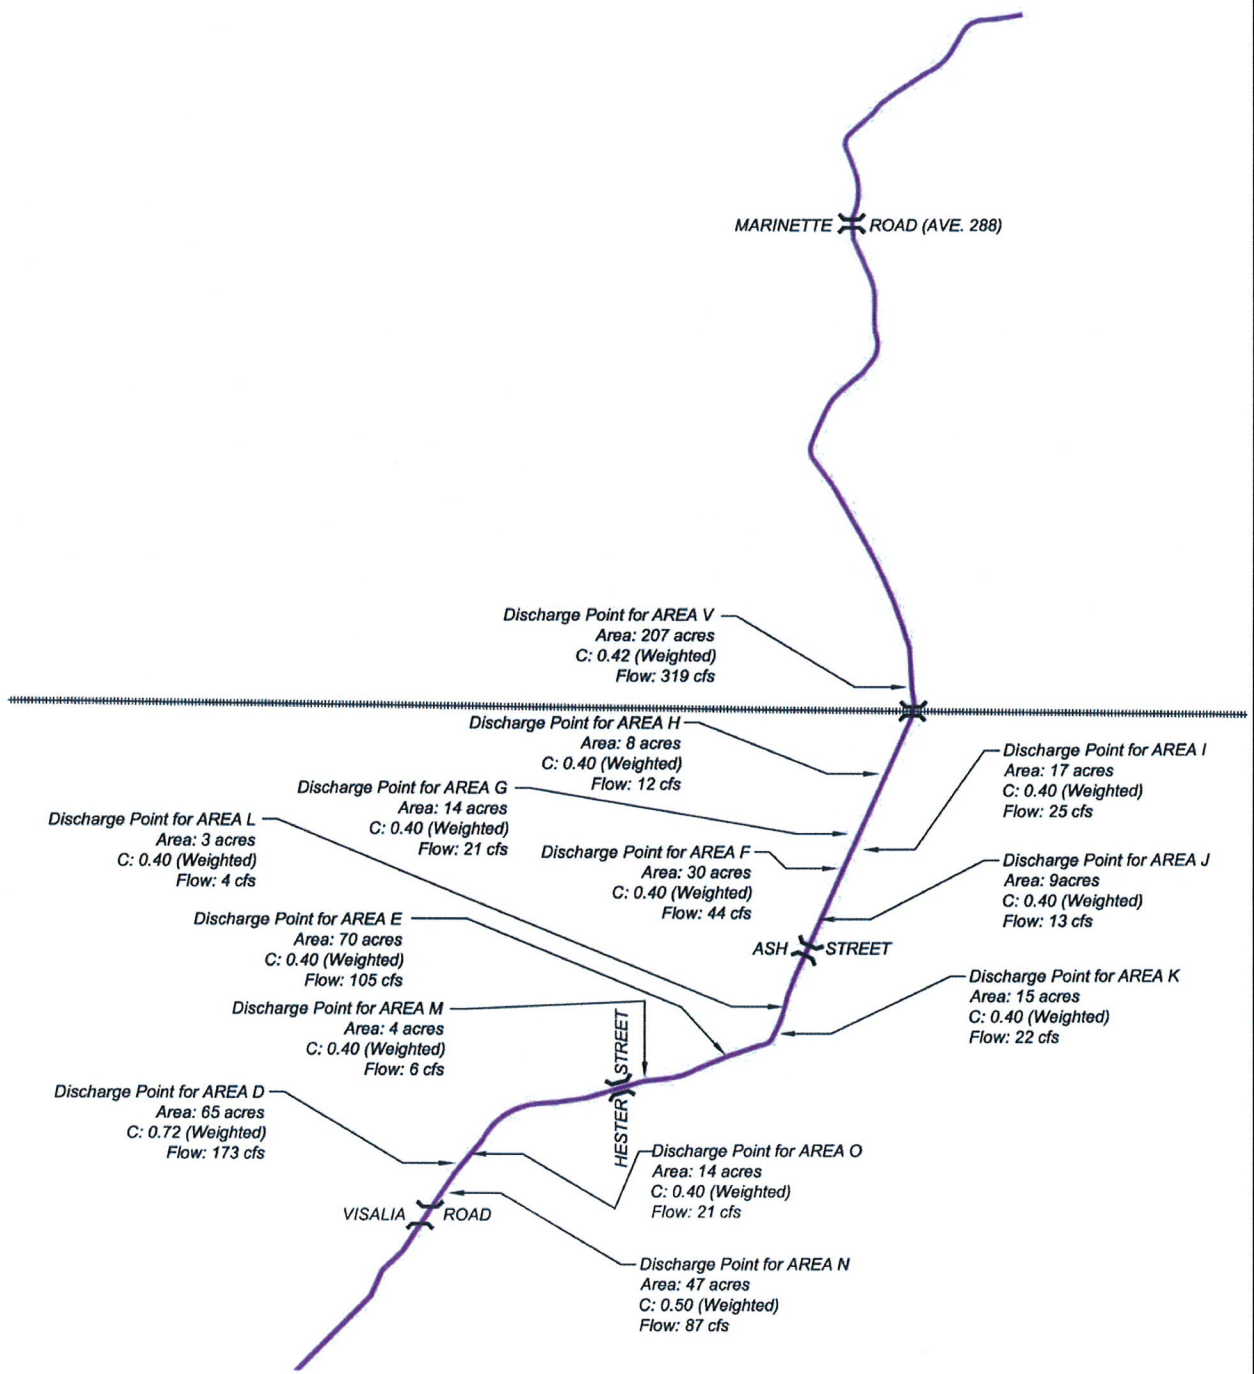 MARINETTE ROAD (AVE. 288)
Discharge Point for AREA V
Area: 207 acres
C: 0.42 (Weighted)
Flow: 319 cfs
Discharge Point for AREA H
Area: 8 acres
C: 0.40 (Weighted)
Flow: 12 cfs
Discharge Point for AREA I
Area: 17 acres
C: 0.40 (Weighted)
Flow: 25 cfs
Discharge Point for AREA G
Area: 14 acres
C: 0.40 (Weighted)
Flow: 21 cfs
Discharge Point for AREA L
Area: 3 acres
C: 0.40 (Weighted)
Flow: 4 cfs
Discharge Point for AREA F
Area: 30 acres
C: 0.40 (Weighted)
Flow: 44 cfs
Discharge Point for AREA J
Area: 9acres
C: 0.40 (Weighted)
Flow: 13 cfs
Discharge Point for AREA E
Area: 70 acres
C: 0.40 (Weighted)
Flow: 105 cfs
ASH STREET
Discharge Point for AREA K
Area: 15 acres
C: 0.40 (Weighted)
Flow: 22 cfs
Discharge Point for AREA M
Area: 4 acres
C: 0.40 (Weighted)
Flow: 6 cfs
HESTER STREET
Discharge Point for AREA D
Area: 65 acres
C: 0.72 (Weighted)
Flow: 173 cfs
Discharge Point for AREA O
Area: 14 acres
C: 0.40 (Weighted)
Flow: 21 cfs
VISALIA ROAD
Discharge Point for AREA N
Area: 47 acres
C: 0.50 (Weighted)
Flow: 87 cfs